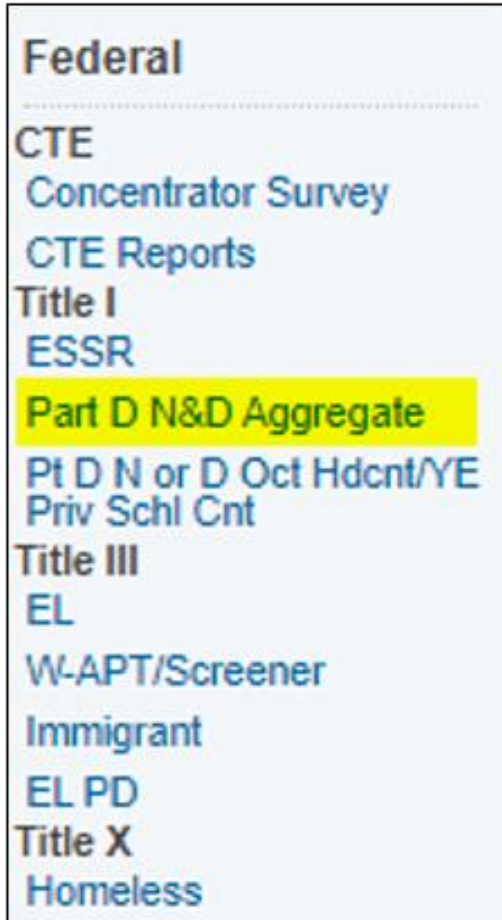 Federal
CTE
Concentrator Survey
CTE Reports
Title I
ESSR
Part D N&D Aggregate
Pt D N or D Oct Hdcnt/YE
Priv Schl Cnt
Title III
EL
W-APT/Screener
Immigrant
EL PD
Title X
Homeless